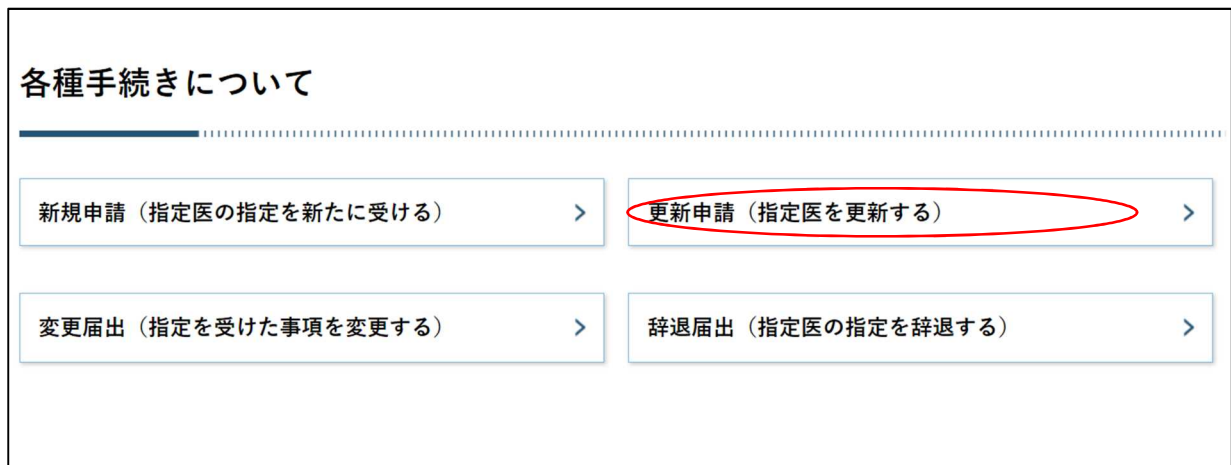 各種手続きについて
新規申請（指定医の指定を新たに受ける）
更新申請（指定医を更新する）
変更届出（指定を受けた事項を変更する）
辞退届出（指定医の指定を辞退する）